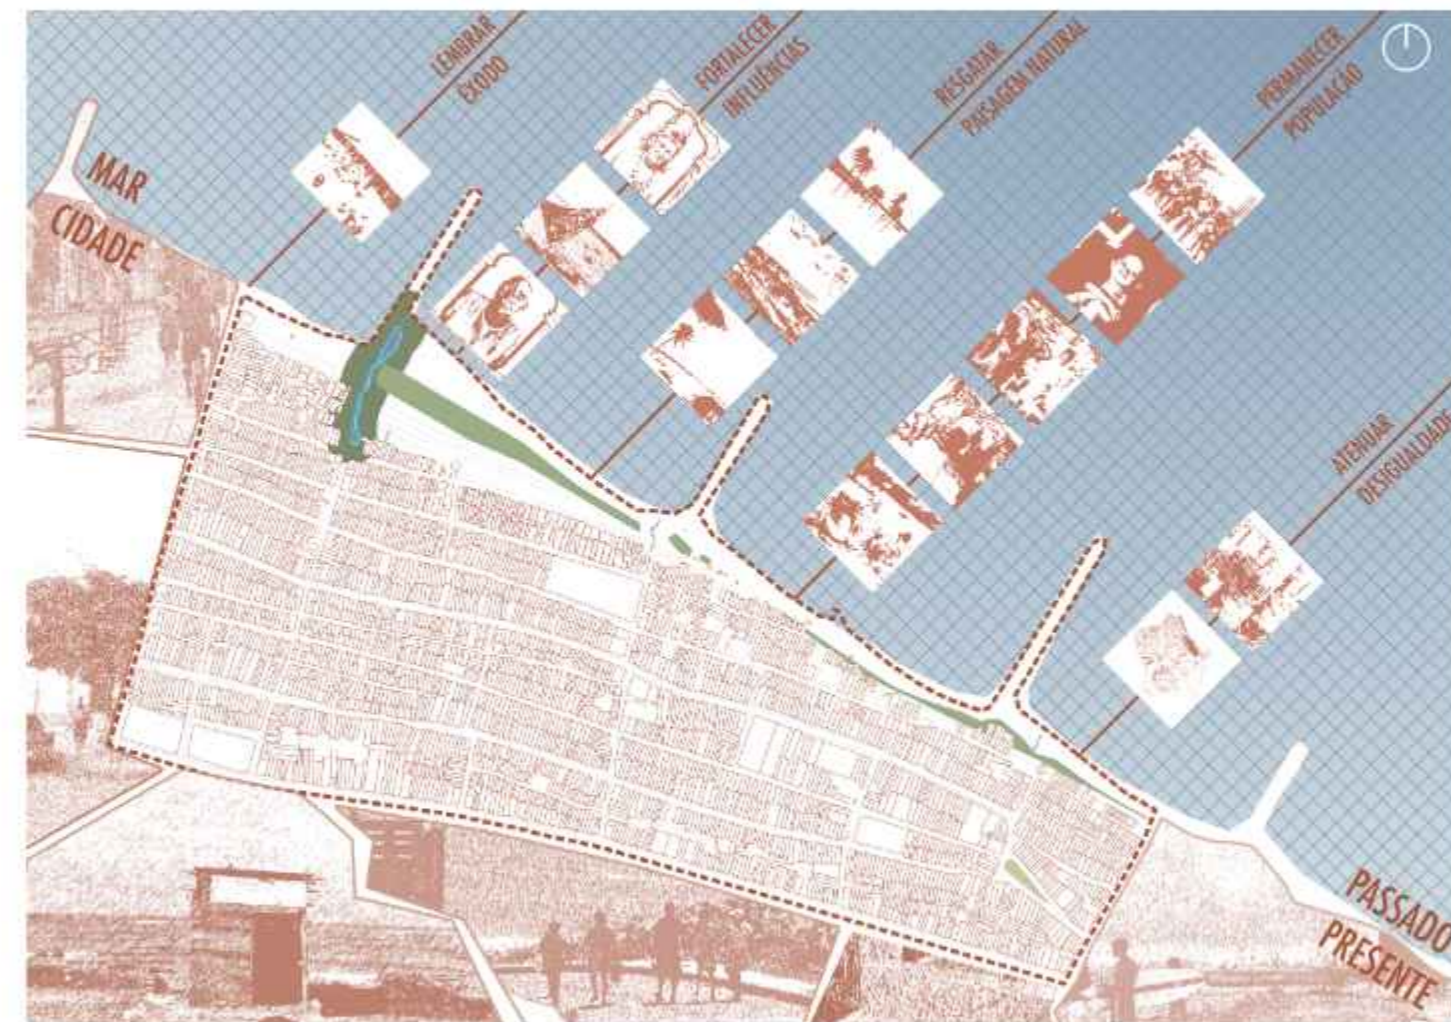 LEMBRAR
ÊXODO
FORTALECER
INFLUÊNCIAS
RESGATAR
PAISAGEM NATURAL
PERMANECER
POPULAÇÃO
ATENUAR
DESIGUALDADE
MAR
CIDADE
PASSADO
PRESENTE